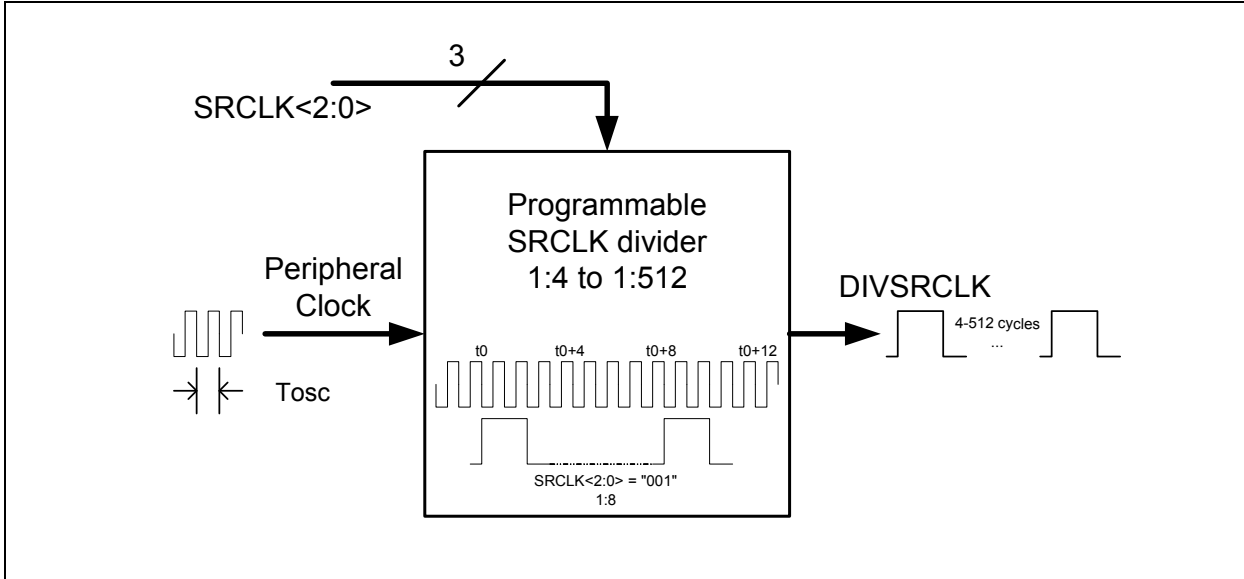 3
SRCLK<2:0>
Programmable
SRCLK divider
1:4 to 1:512
Peripheral
Clock
DIVSRCLK
4-512 cycles
...
t0 t0+4 t0+8 t0+12
Tosc
SRCLK<2:0> = "001"
1:8